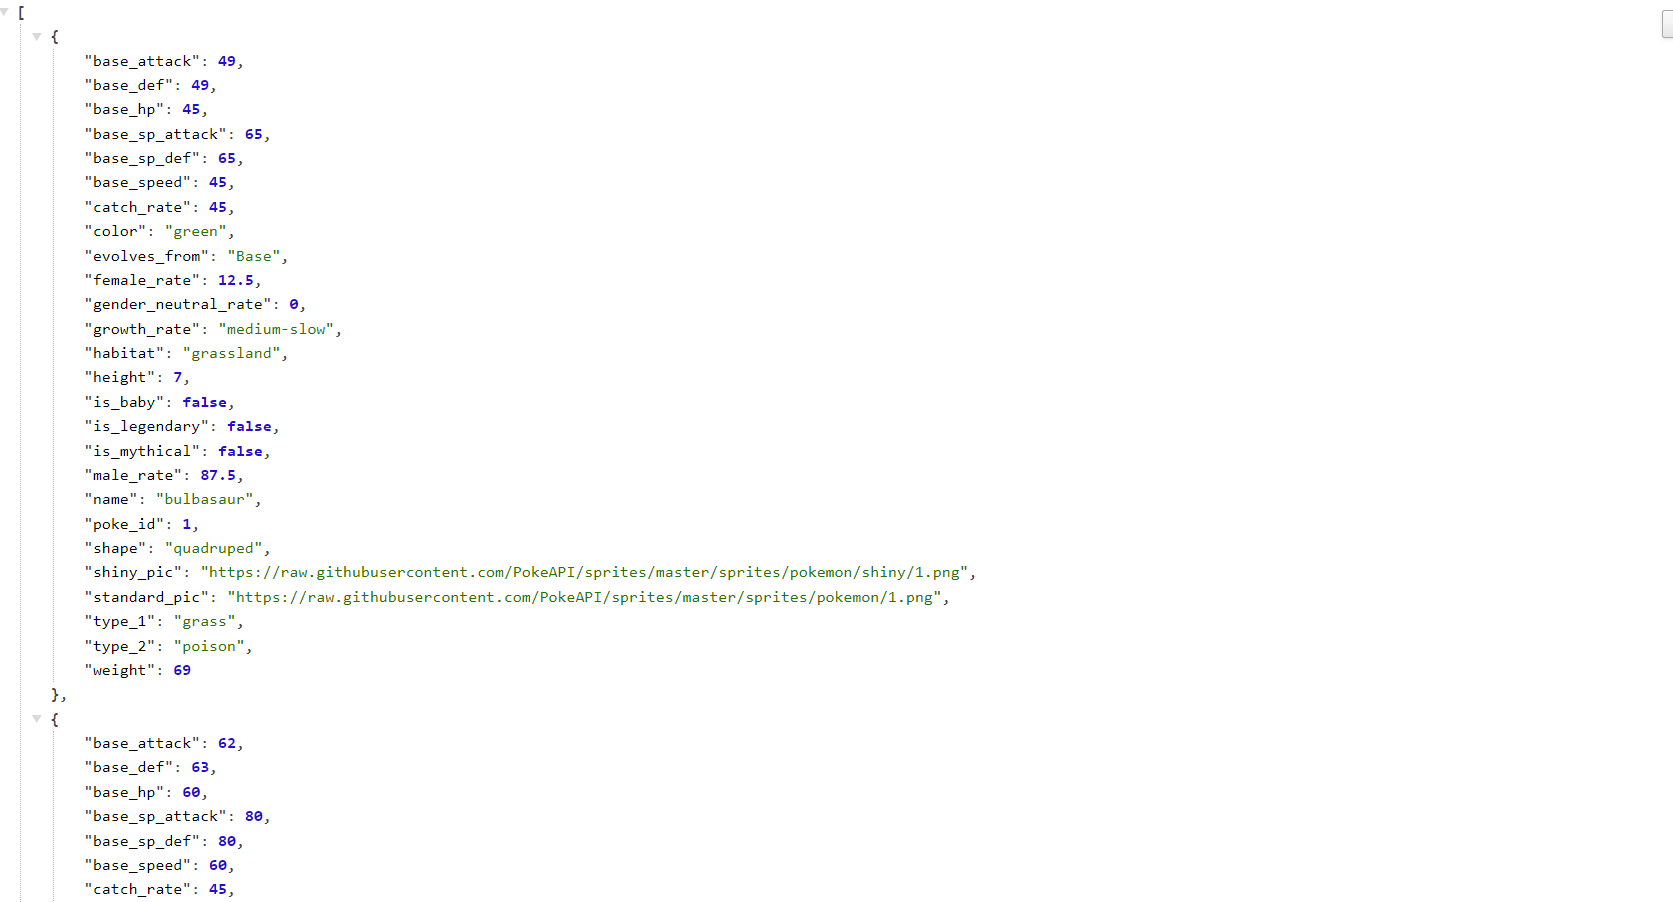 [
{
"base_attack": 49,
"base_def": 49,
"base_hp": 45,
"base_sp_attack": 65,
"base_sp_def": 65,
"base_speed": 45,
"catch_rate": 45,
"color": "green",
"evolves_from": "Base",
"female_rate": 12.5,
"gender_neutral_rate": 0,
"growth_rate": "medium-slow",
"habitat": "grassland",
"height": 7,
"is_baby": false,
"is_legendary": false,
"is_mythical": false,
"male_rate": 87.5,
"name": "bulbasaur",
"poke_id": 1,
"shape": "quadruped",
"shiny_pic": "https://raw.githubusercontent.com/PokeAPI/sprites/master/sprites/pokemon/shiny/1.png",
"standard_pic": "https://raw.githubusercontent.com/PokeAPI/sprites/master/sprites/pokemon/1.png",
"type_1": "grass",
"type_2": "poison",
"weight": 69
},
{
"base_attack": 62,
"base_def": 63,
"base_hp": 60,
"base_sp_attack": 80,
"base_sp_def": 80,
"base_speed": 60,
"catch_rate": 45,